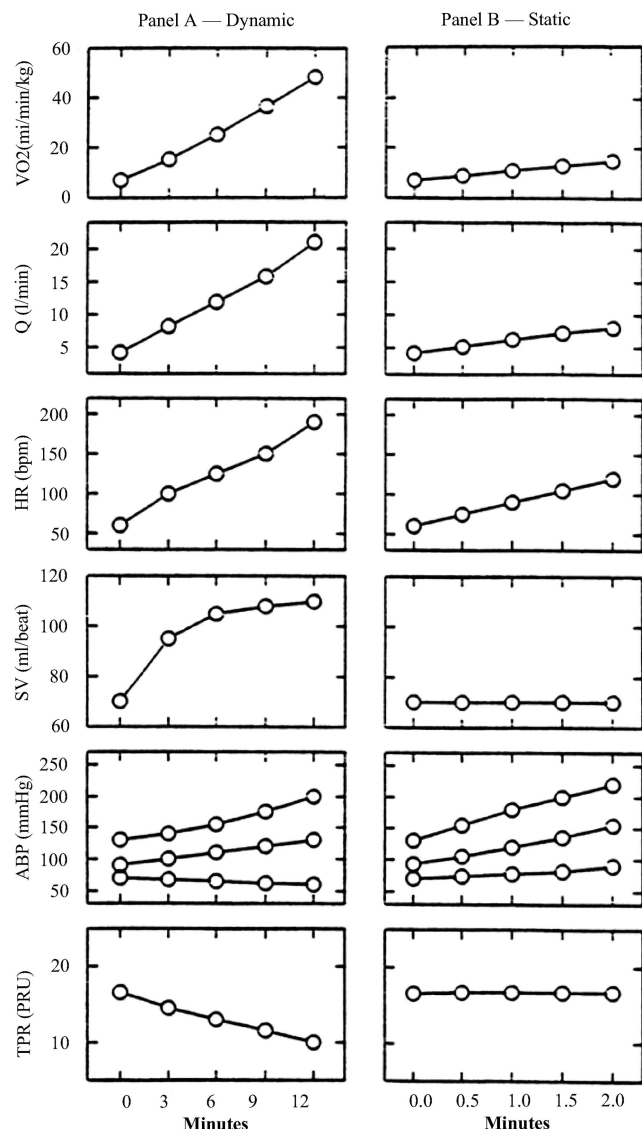 Panel A — Dynamic
Panel B — Static
VO2(mi/min/kg)
60
40
20
0
Q (l/min)
20
15
10
5
HR (bpm)
200
150
100
50
SV (ml/beat)
120
100
80
60
ABP (mmHg)
250
200
150
100
50
TPR (PRU)
20
10
0 3 6 9 12
Minutes
0.0 0.5 1.0 1.5 2.0
Minutes